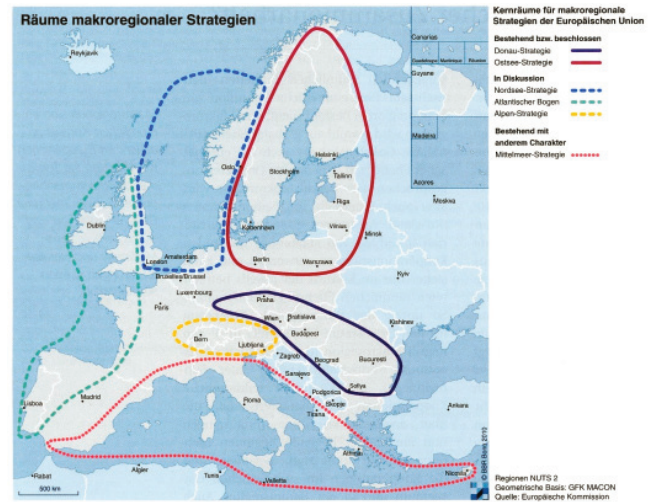 Räume makroregionaler Strategien
Kernräume für makroregionale
Strategien der Europäischen Union
Bestehend bzw. beschlossen
Donau-Strategie
Ostsee-Strategie
In Diskussion
Nordsee-Strategie
Atlantischer Bogen
Alpen-Strategie
Bestehend mit
anderem Charakter
Mittelmeer-Strategie
Canarias
Guadeloupe Martinique Réunion
Guyane
Madeira
Acores
Reykjavik
Helsinki
Oslo
Stockholm
Tallinn
Riga
Moskva
Dublin
København
Vilnius
Minsk
London
Amsterdam
Berlin
Warszawa
Bruxelles/Brussel
Kyiv
Luxembourg
Praha
Paris
Wien
Bratislava
Kishinev
Budapest
Bern
Ljubljana
Zagreb
Beograd
Bucuresti
Sarajevo
Sofiya
Podgorica
Skopje
Lisboa
Madrid
Roma
Tirana
Ankara
Athinai
Rabat
Algier
Tunis
Valletta
Nicosia
500 km
© BBR Bonn 2010
Regionen NUTS 2
Geometrische Basis: GFK MACON
Quelle: Europäische Kommission